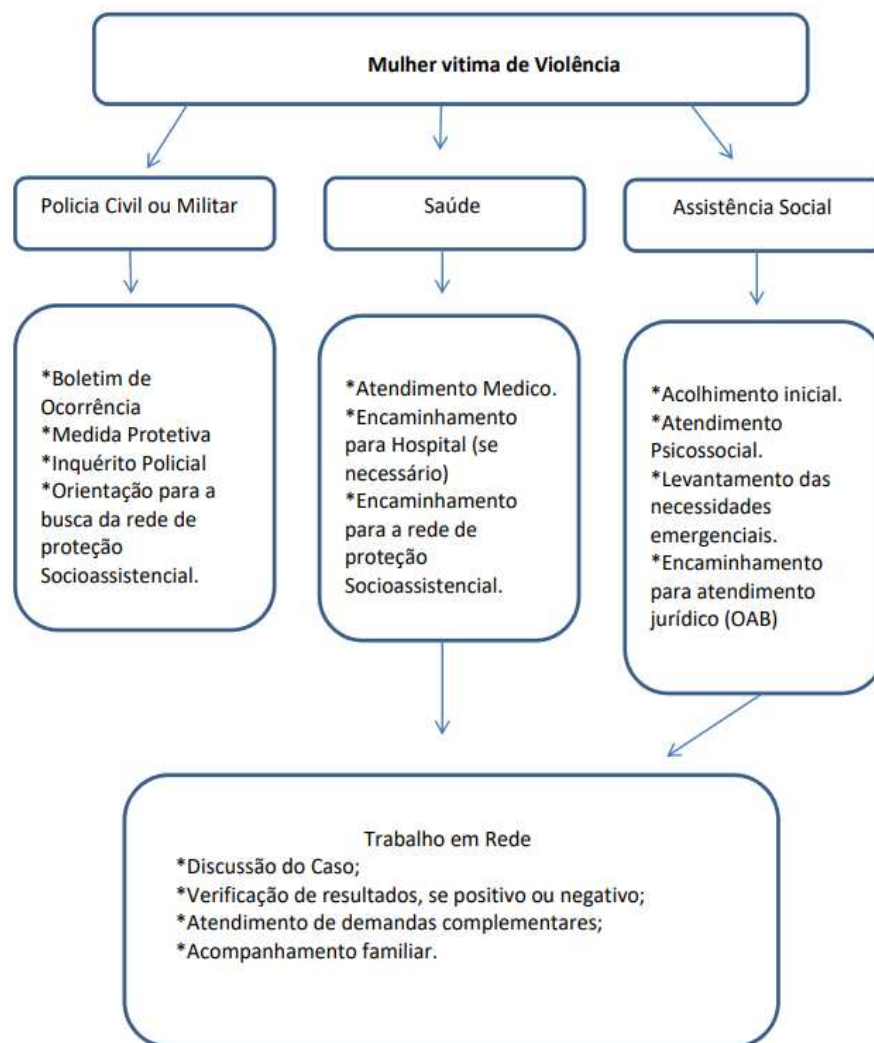 Mulher vitima de Violência
Policia Civil ou Militar
Saúde
Assistência Social
*Boletim de
Ocorrência
*Medida Protetiva
*Inquérito Policial
*Orientação para a
busca da rede de
proteção
Socioassistencial.
*Atendimento Medico.
*Encaminhamento
para Hospital (se
necessário)
*Encaminhamento
para a rede de
proteção
Socioassistencial.
*Acolhimento inicial.
*Atendimento
Psicossocial.
*Levantamento das
necessidades
emergenciais.
*Encaminhamento
para atendimento
jurídico (OAB)
Trabalho em Rede
*Discussão do Caso;
*Verificação de resultados, se positivo ou negativo;
*Atendimento de demandas complementares;
*Acompanhamento familiar.